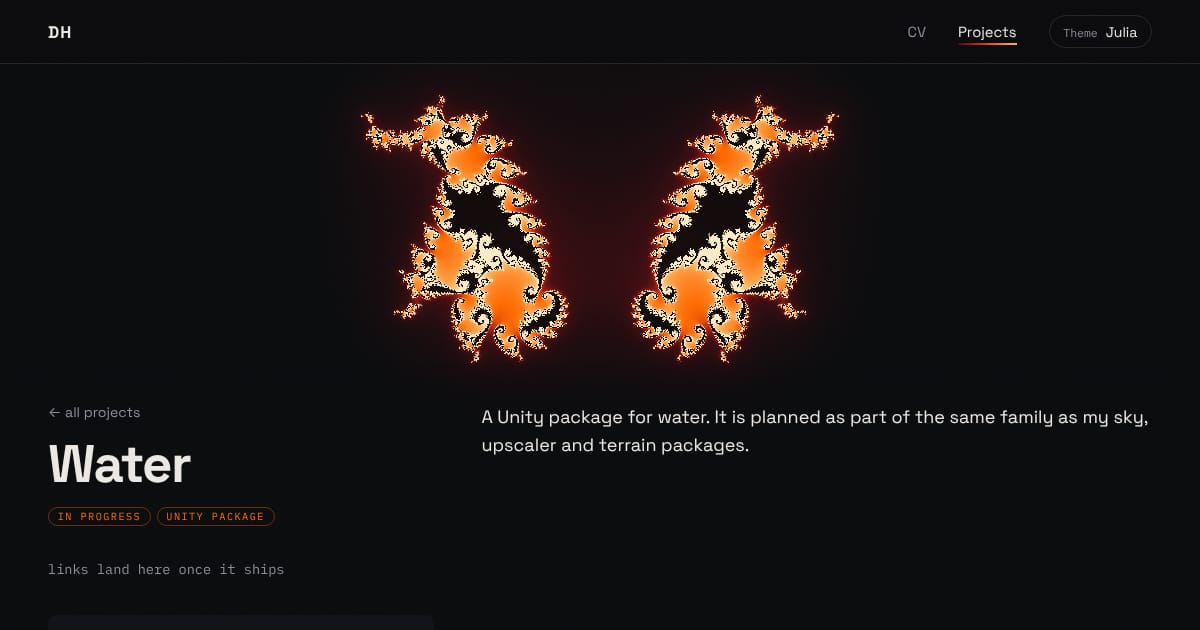 DH
CV
Projects
Theme Julia
← all projects
Water
IN PROGRESS
UNITY PACKAGE
links land here once it ships
A Unity package for water. It is planned as part of the same family as my sky,
upscaler and terrain packages.